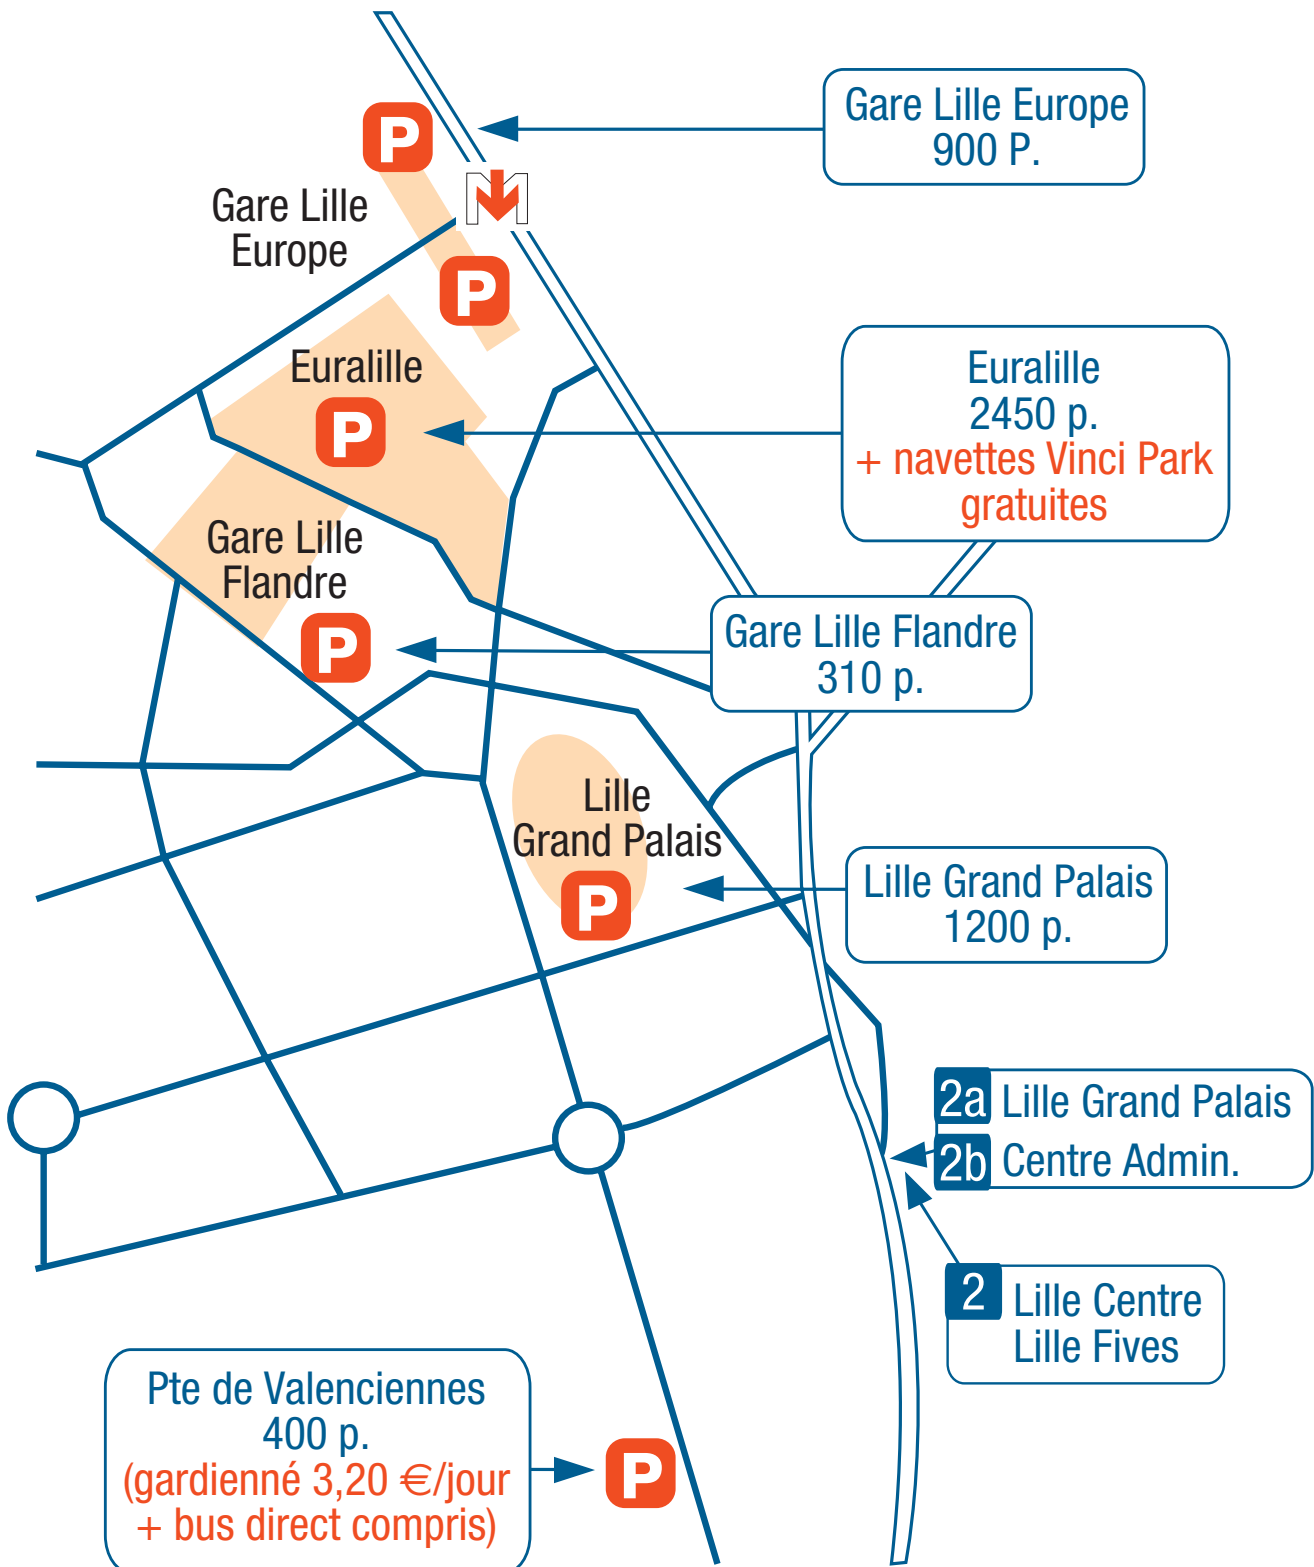 Gare Lille Europe
900 P.
P
M
Gare Lille
Europe
P
Euralille
P
Euralille
2450 p.
+ navettes Vinci Park
gratuites
Gare Lille
Flandre
P
Gare Lille Flandre
310 p.
Lille
Grand Palais
P
Lille Grand Palais
1200 p.
2a Lille Grand Palais
2b Centre Admin.
2 Lille Centre
Lille Fives
Pte de Valenciennes
400 p.
(gardienné 3,20 €/jour
+ bus direct compris)
P